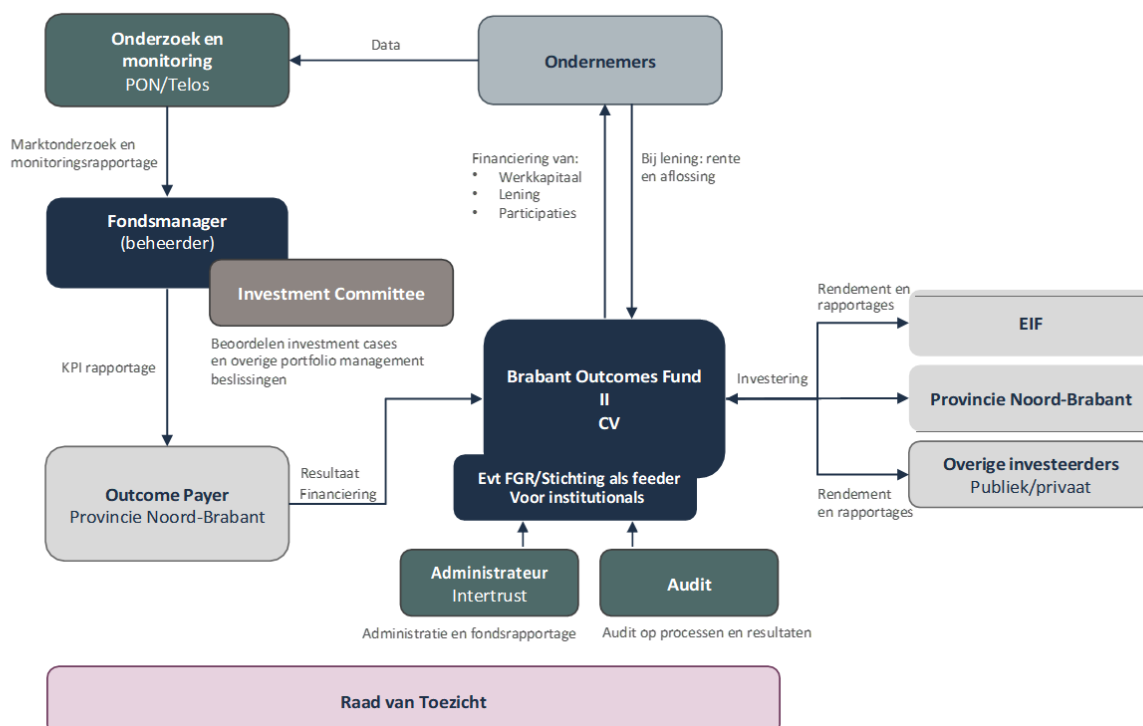 Onderzoek en
monitoring
PON/Telos
Data
Ondernemers
Marktonderzoek en
monitoringsrapportage
Financiering van:
• Werkkapitaal
• Lening
• Participaties
Bij lening: rente
en aflossing
Fondsmanager
(beheerder)
Investment Committee
Beoordelen investment cases
en overige portfolio management
beslissingen
KPI rapportage
Rendement en
rapportages
EIF
Brabant Outcomes Fund
II
CV
Investering
Provincie Noord-Brabant
Overige investeerders
Publiek/privaat
Rendement
en rapportages
Resultaat
Financiering
Outcome Payer
Provincie Noord-Brabant
Evt FGR/Stichting als feeder
Voor institutionals
Administrateur
Intertrust
Audit
Administratie en fondsrapportage
Audit op processen en resultaten
Raad van Toezicht